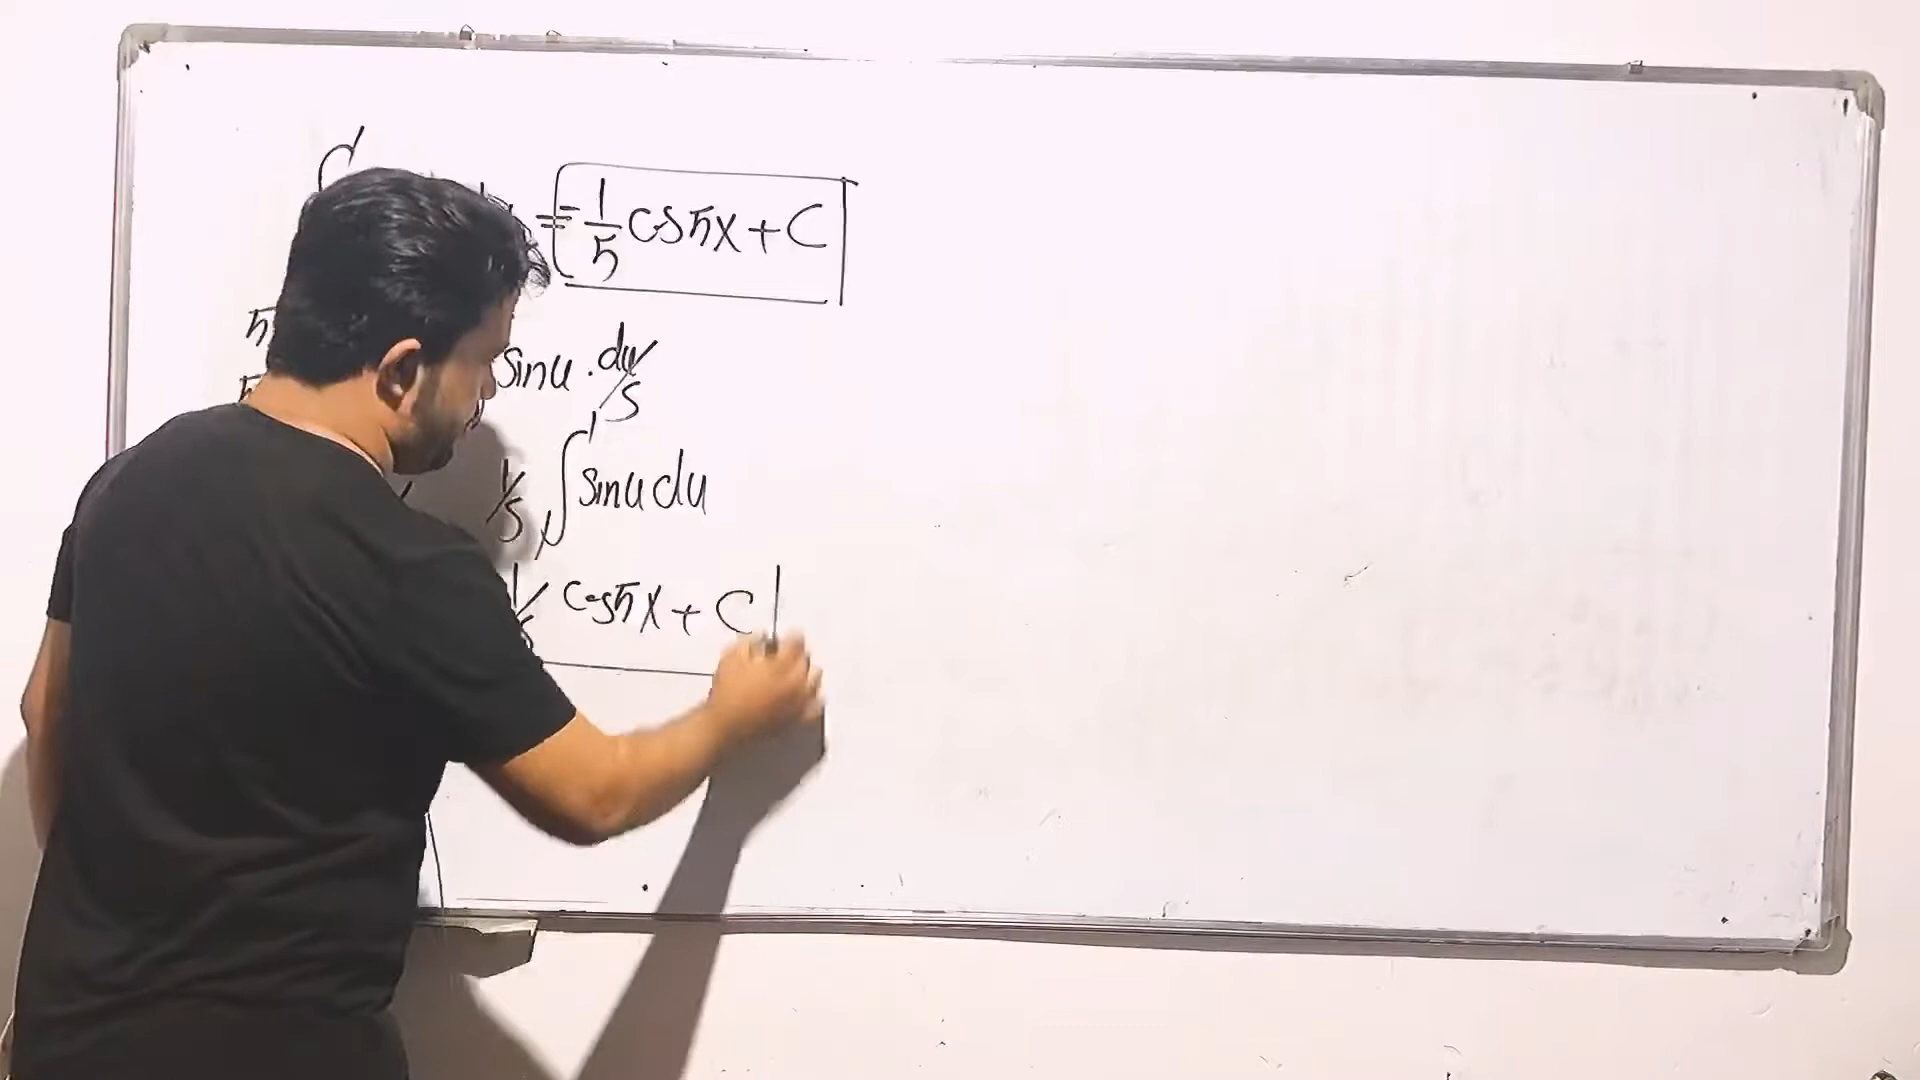 ∫ = -1/5 cos5x + C
sinu . du/5
1/5 ∫ sinu du
1/5 cos5x + C